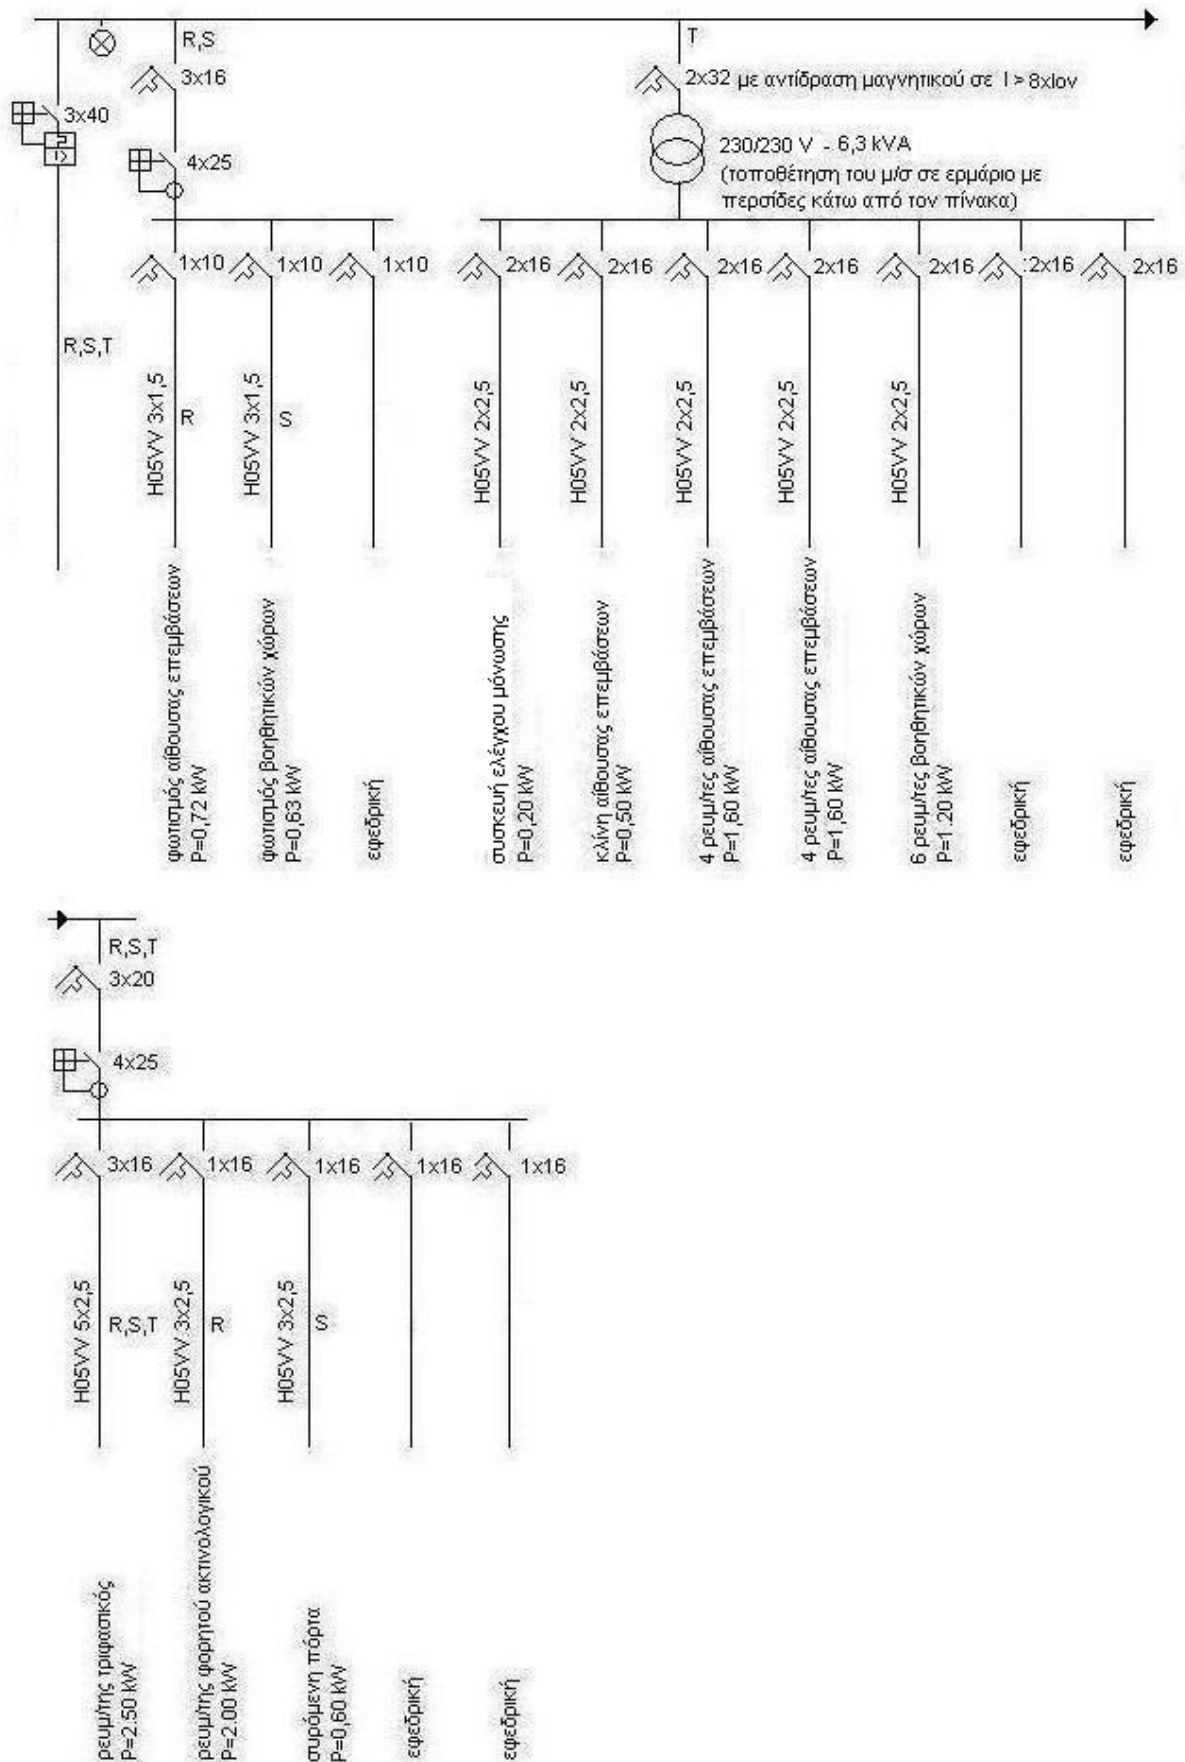 R,S
T
3x16
2x32 με αντίδραση μαγνητικού σε I > 8xIον
3x40
4x25
230/230 V - 6,3 kVA
(τοποθέτηση του μ/σ σε ερμάριο με
περσίδες κάτω από τον πίνακα)
1x10
1x10
1x10
2x16
2x16
2x16
2x16
2x16
2x16
2x16
R,S,T
H05VV 3x1,5
R
H05VV 3x1,5
S
H05VV 2x2,5
H05VV 2x2,5
H05VV 2x2,5
H05VV 2x2,5
H05VV 2x2,5
φωτισμός αίθουσας επεμβάσεων
P=0,72 kW
φωτισμός βοηθητικών χώρων
P=0,63 kW
εφεδρική
συσκευή ελέγχου μόνωσης
P=0,20 kW
κλίνη αίθουσας επεμβάσεων
P=0,50 kW
4 ρευμ/τες αίθουσας επεμβάσεων
P=1,60 kW
4 ρευμ/τες αίθουσας επεμβάσεων
P=1,60 kW
6 ρευμ/τες βοηθητικών χώρων
P=1.20 kW
εφεδρική
εφεδρική
R,S,T
3x20
4x25
3x16
1x16
1x16
1x16
1x16
H05VV 5x2,5
R,S,T
H05VV 3x2,5
R
H05VV 3x2,5
S
ρευμ/της τριφασικός
P=2.50 kW
ρευμ/της φορητού ακτινολογικού
P=2.00 kW
συρόμενη πόρτα
P=0,60 kW
εφεδρική
εφεδρική